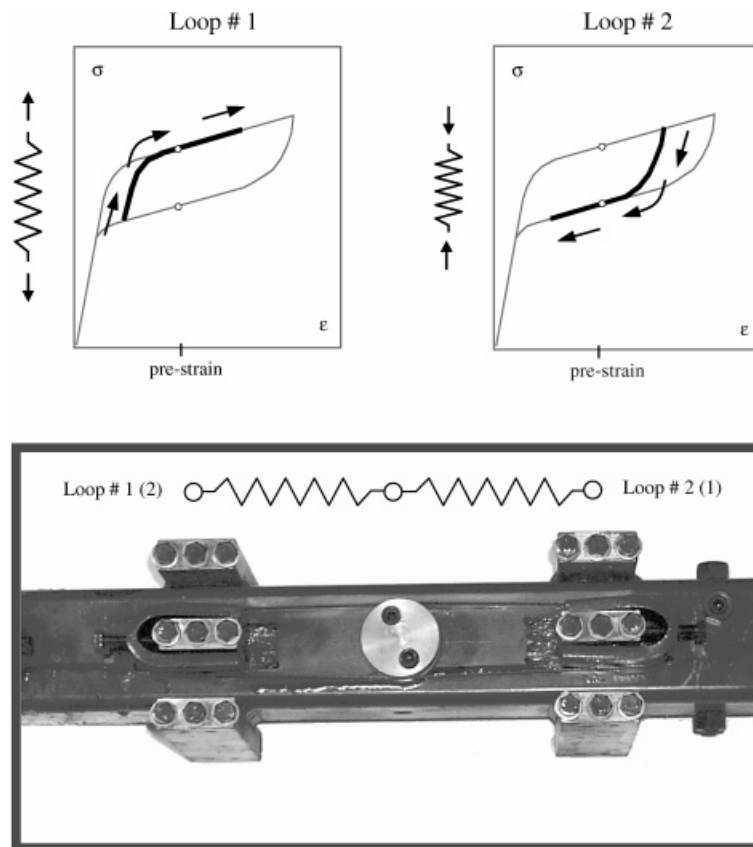 Loop # 1
Loop # 2
σ
σ
ε
ε
pre-strain
pre-strain
Loop # 1 (2)
Loop # 2 (1)